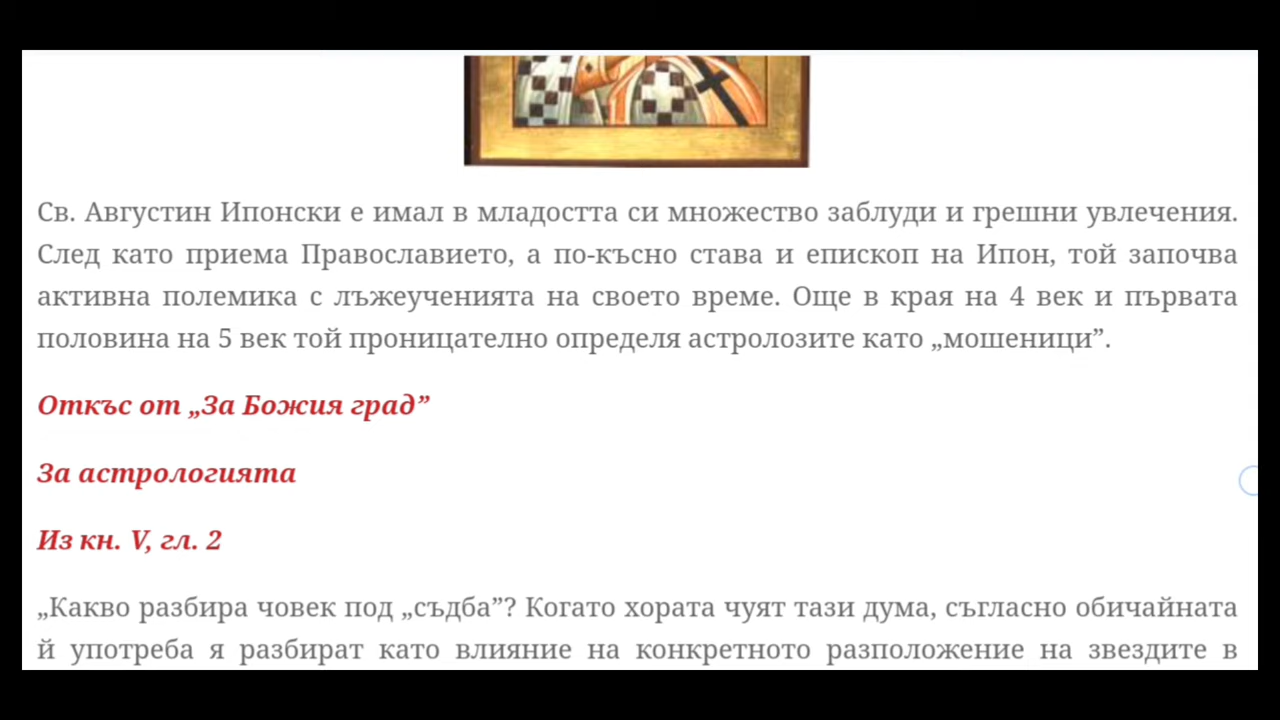 Св. Августин Ипонски е имал в младостта си множество заблуди и грешни увлечения.
След като приема Православието, а по-късно става и епископ на Ипон, той започва
активна полемика с лъжеученията на своето време. Още в края на 4 век и първата
половина на 5 век той проницателно определя астролозите като „мошеници”.
Откъс от „За Божия град”
За астрологията
Из кн. V, гл. 2
„Какво разбира човек под „съдба”? Когато хората чуят тази дума, съгласно обичайната
й употреба я разбират като влияние на конкретното разположение на звездите в